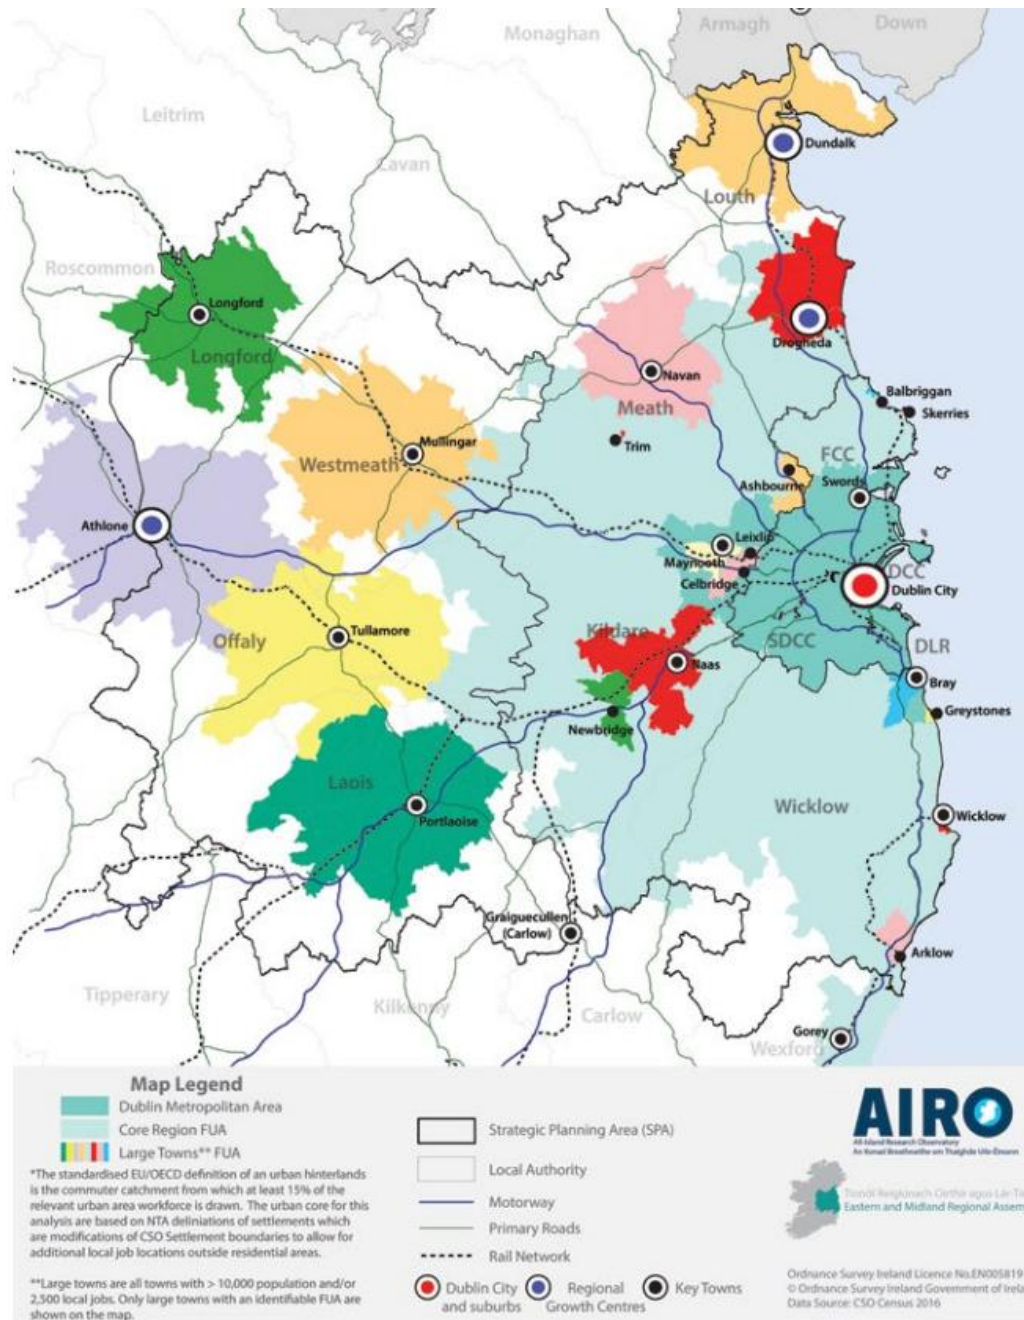 Monaghan
Armagh
Down
Leitrim
Cavan
Dundalk
Louth
Roscommon
Longford
Longford
Drogheda
Navan
Meath
Balbriggan
Skerries
Mullingar
Trim
Westmeath
FCC
Ashbourne
Swords
Athlone
Leixlip
Maynooth
Celbridge
DCC
Dublin City
Offaly
Tullamore
Kildare
SDCC
DLR
Naas
Bray
Newbridge
Greystones
Laois
Portlaoise
Wicklow
Wicklow
Graiguecullen
(Carlow)
Arklow
Tipperary
Kilkenny
Carlow
Gorey
Wexford
Map Legend
Dublin Metropolitan Area
Core Region FUA
Large Towns** FUA
*The standardised EU/OECD definition of an urban hinterlands
is the commuter catchment from which at least 15% of the
relevant urban area workforce is drawn. The urban core for this
analysis are based on NTA deliniations of settlements which
are modifications of CSO Settlement boundaries to allow for
additional local job locations outside residential areas.
**Large towns are all towns with > 10,000 population and/or
2,500 local jobs. Only large towns with an identifiable FUA are
shown on the map.
Strategic Planning Area (SPA)
Local Authority
Motorway
Primary Roads
Rail Network
Dublin City
and suburbs
Regional
Growth Centres
Key Towns
AIRO
All-Island Research Observatory
Eastern and Midland Regional Assem
Ordnance Survey Ireland Licence No.EN005819
© Ordnance Survey Ireland Government of Irela
Data Source: CSO Census 2016